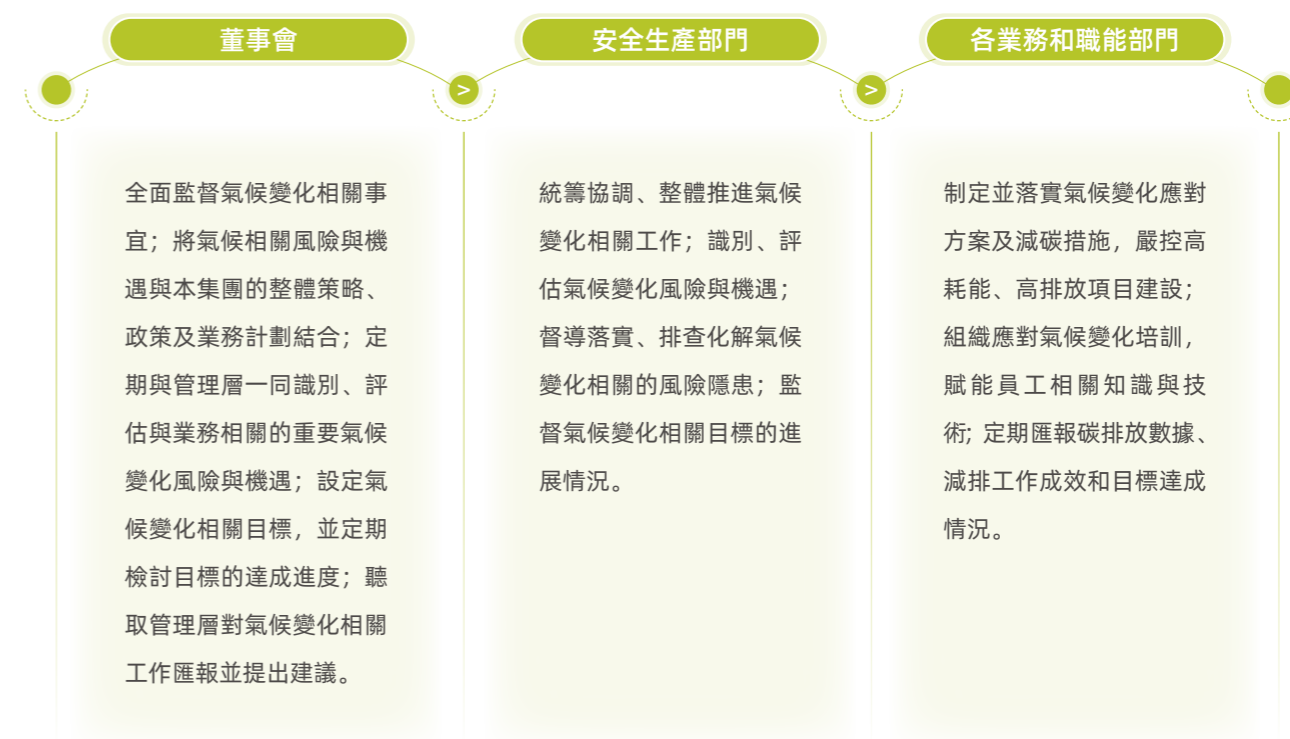 董事會
全面監督氣候變化相關事
宜；將氣候相關風險與機
遇與本集團的整體策略、
政策及業務計劃結合；定
期與管理層一同識別、評
估與業務相關的重要氣候
變化風險與機遇；設定氣
候變化相關目標，並定期
檢討目標的達成進度；聽
取管理層對氣候變化相關
工作匯報並提出建議。
>
安全生產部門
統籌協調、整體推進氣候
變化相關工作；識別、評
估氣候變化風險與機遇；
督導落實、排查化解氣候
變化相關的風險隱患；監
督氣候變化相關目標的進
展情況。
>
各業務和職能部門
制定並落實氣候變化應對
方案及減碳措施，嚴控高
耗能、高排放項目建設；
組織應對氣候變化培訓，
賦能員工相關知識與技
術；定期匯報碳排放數據、
減排工作成效和目標達成
情況。